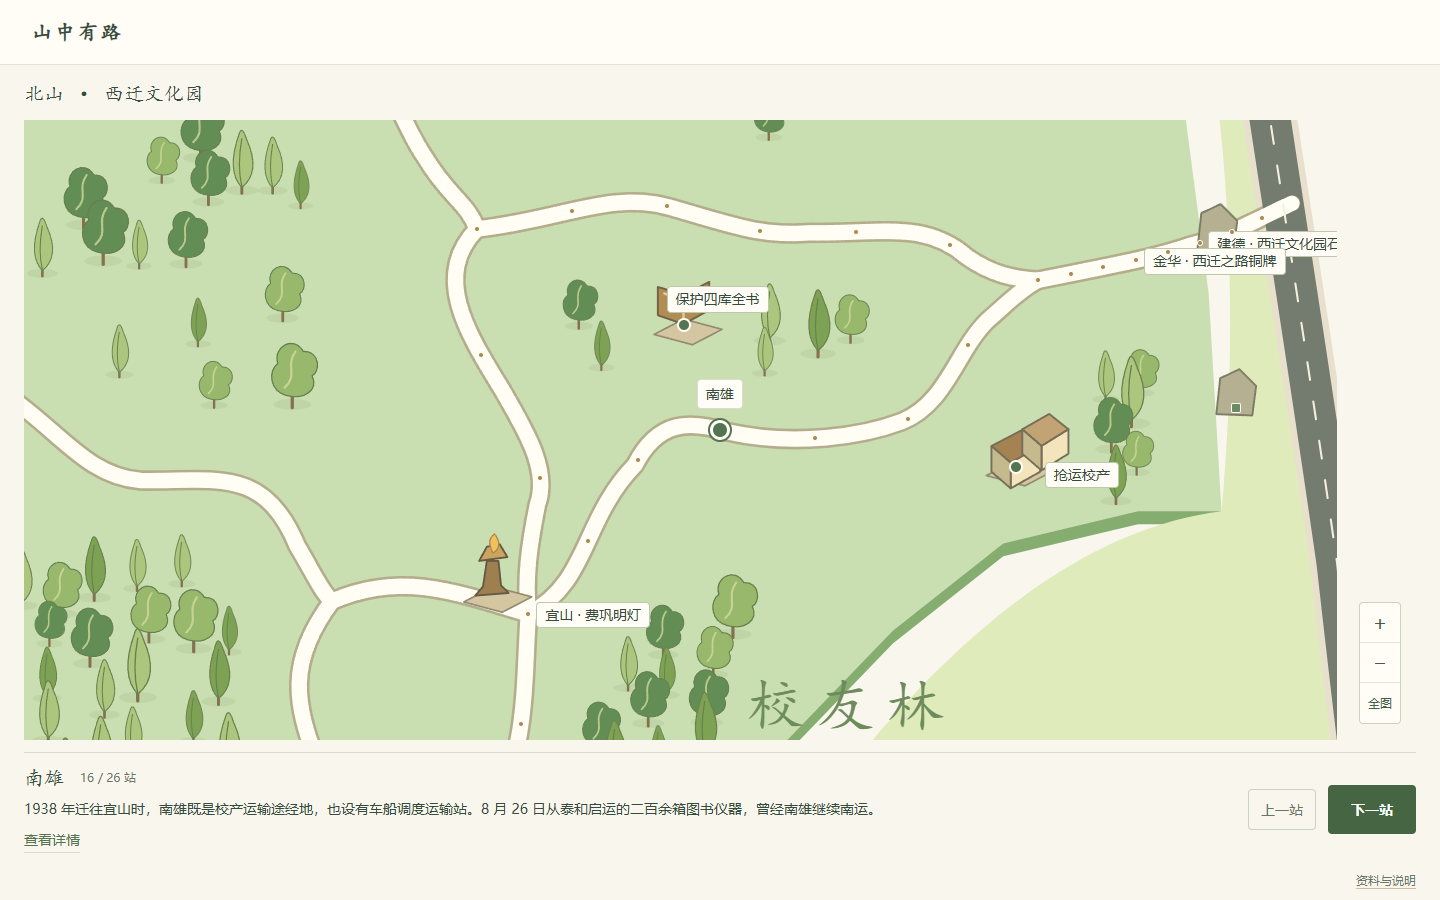 山中有路
北山 • 西迁文化园
建德 · 西迁文化园石
金华 · 西迁之路铜牌
保护四库全书
南雄
抢运校产
宜山 · 费巩明灯
校友林
+
−
全图
南雄 16 / 26 站
1938 年迁往宜山时，南雄既是校产运输途经地，也设有车船调度运输站。8 月 26 日从泰和启运的二百余箱图书仪器，曾经南雄继续南运。
查看详情
上一站
下一站
资料与说明